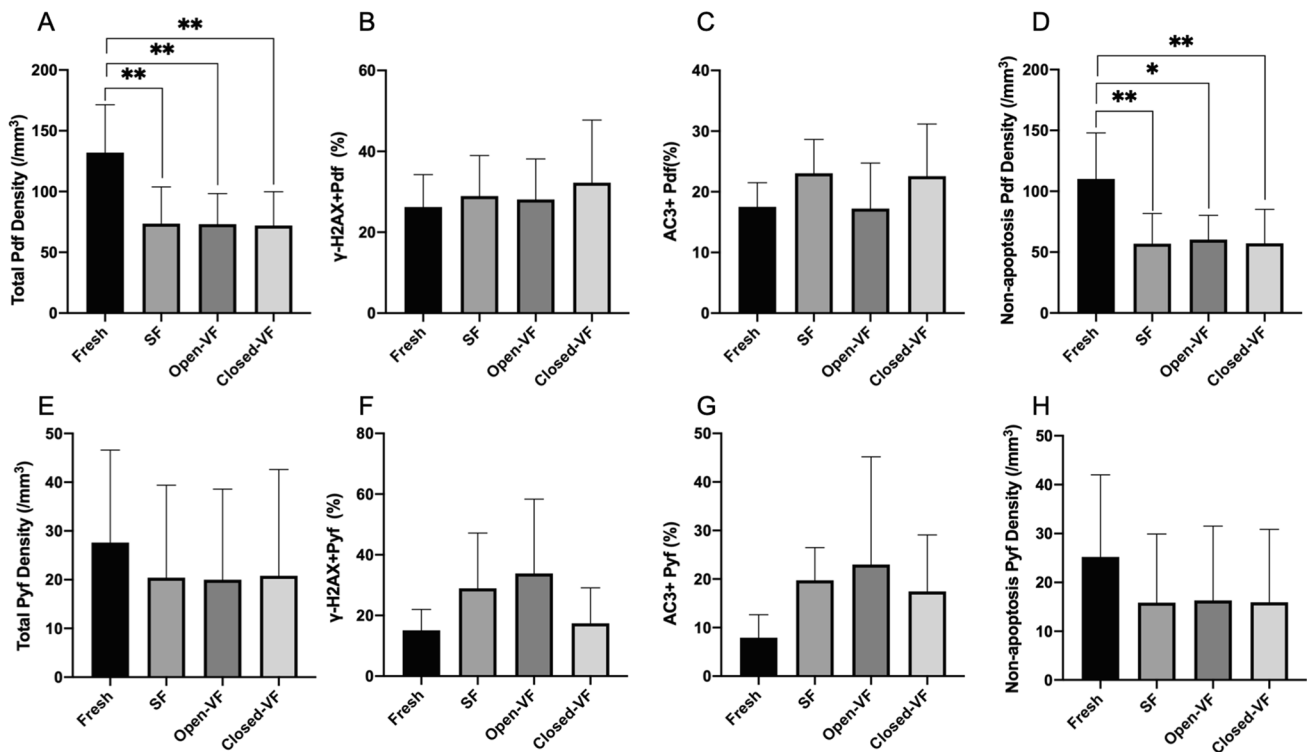 A
Total Pdf Density (/mm³)
200
150
100
50
0
**
**
**
Fresh
SF
Open-VF
Closed-VF
B
γ-H2AX+Pdf (%)
60
40
20
0
Fresh
SF
Open-VF
Closed-VF
C
AC3+ Pdf(%)
40
30
20
10
0
Fresh
SF
Open-VF
Closed-VF
D
Non-apoptosis Pdf Density (/mm³)
200
150
100
50
0
**
*
**
Fresh
SF
Open-VF
Closed-VF
E
Total Pyf Density (/mm³)
50
40
30
20
10
0
Fresh
SF
Open-VF
Closed-VF
F
γ-H2AX+Pyf (%)
80
60
40
20
0
Fresh
SF
Open-VF
Closed-VF
G
AC3+ Pyf (%)
50
40
30
20
10
0
Fresh
SF
Open-VF
Closed-VF
H
Non-apoptosis Pyf Density (/mm³)
50
40
30
20
10
0
Fresh
SF
Open-VF
Closed-VF